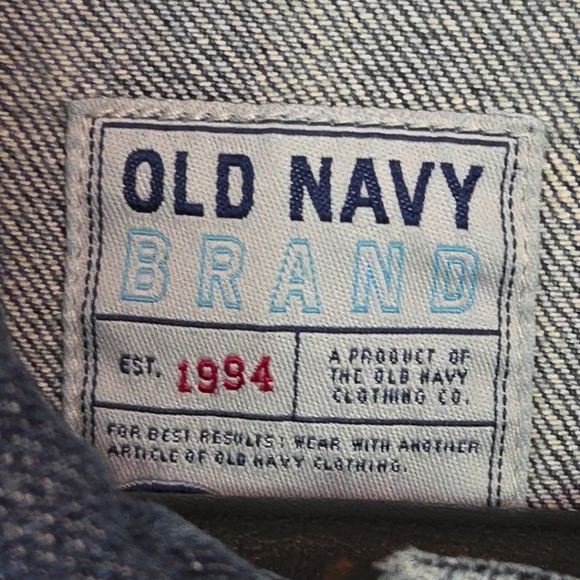 OLD NAVY
BRAND
EST. 1994
A PRODUCT OF
THE OLD NAVY
CLOTHING CO.
FOR BEST RESULTS: WEAR WITH ANOTHER
ARTICLE OF OLD NAVY CLOTHING.